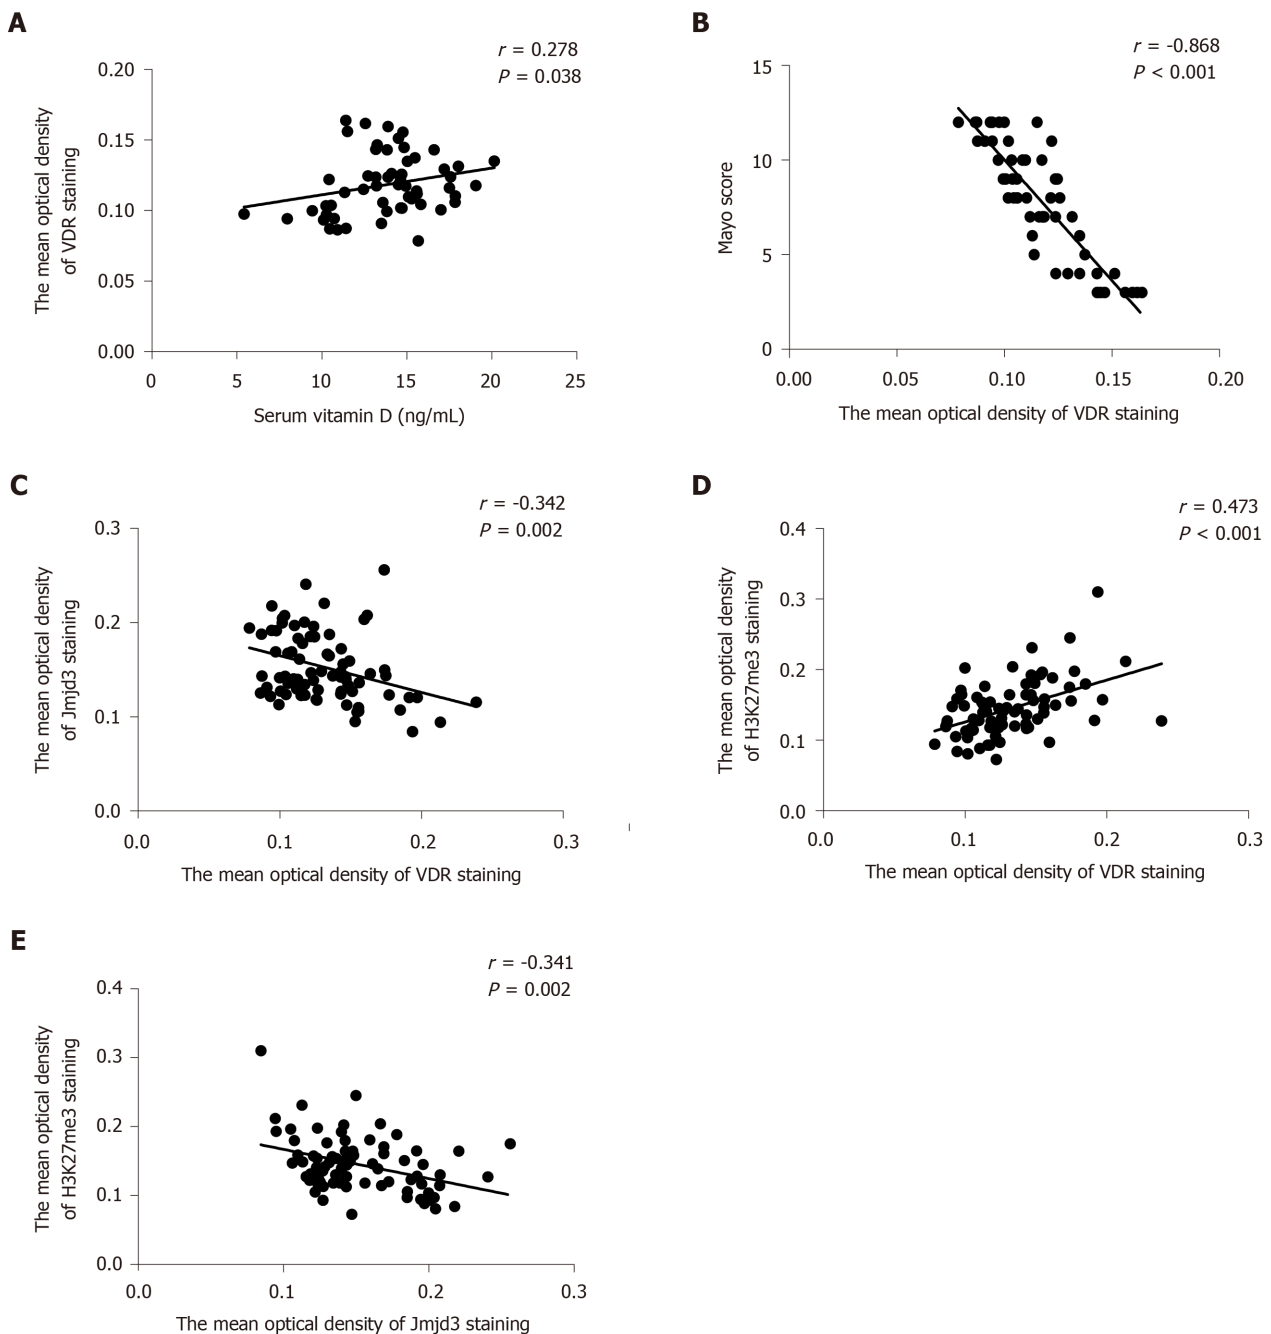 A
r = 0.278
P = 0.038
0.20
0.15
0.10
0.05
0.00
The mean optical density
of VDR staining
0 5 10 15 20 25
Serum vitamin D (ng/mL)
B
r = -0.868
P < 0.001
15
10
5
0
Mayo score
0.00 0.05 0.10 0.15 0.20
The mean optical density of VDR staining
C
r = -0.342
P = 0.002
0.3
0.2
0.1
0.0
The mean optical density
of Jmjd3 staining
0.0 0.1 0.2 0.3
The mean optical density of VDR staining
D
r = 0.473
P < 0.001
0.4
0.3
0.2
0.1
0.0
The mean optical density
of H3K27me3 staining
0.0 0.1 0.2 0.3
The mean optical density of VDR staining
E
r = -0.341
P = 0.002
0.4
0.3
0.2
0.1
0.0
The mean optical density
of H3K27me3 staining
0.0 0.1 0.2 0.3
The mean optical density of Jmjd3 staining